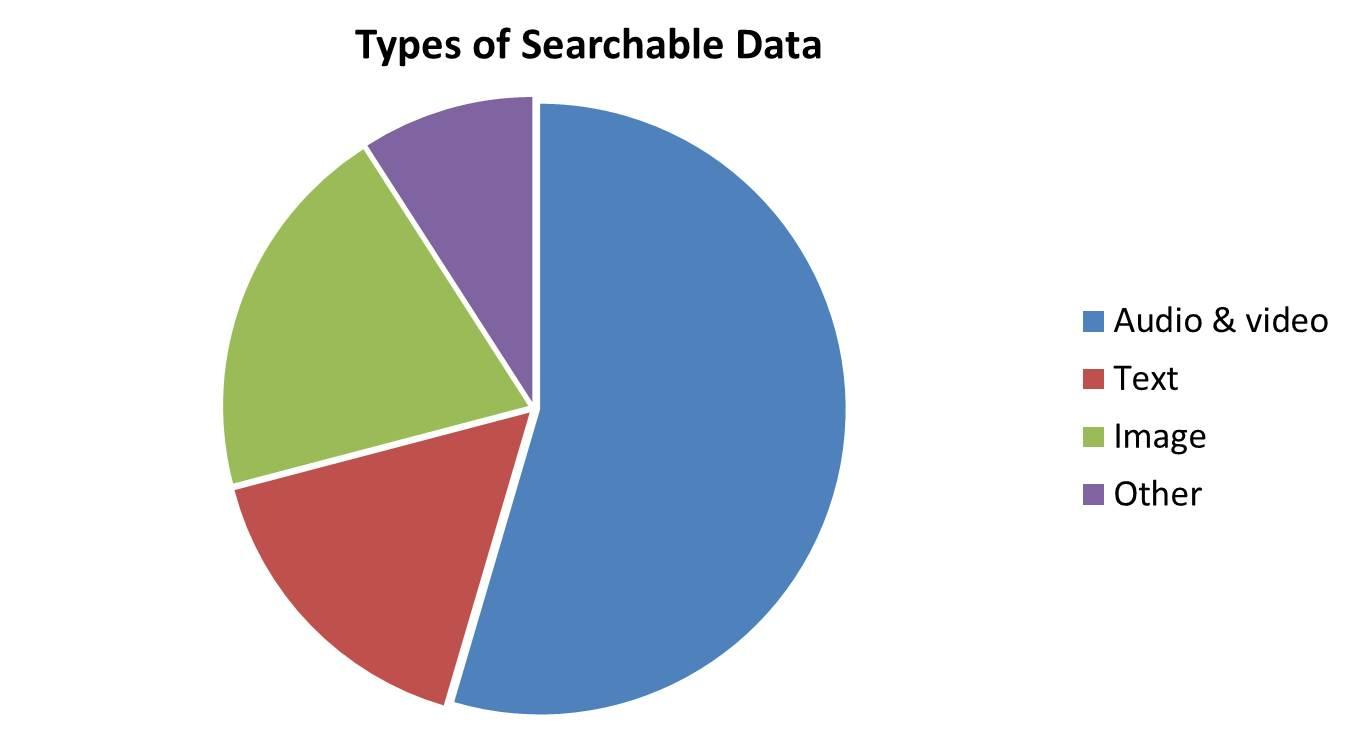 Types of Searchable Data
Audio & video
Text
Image
Other